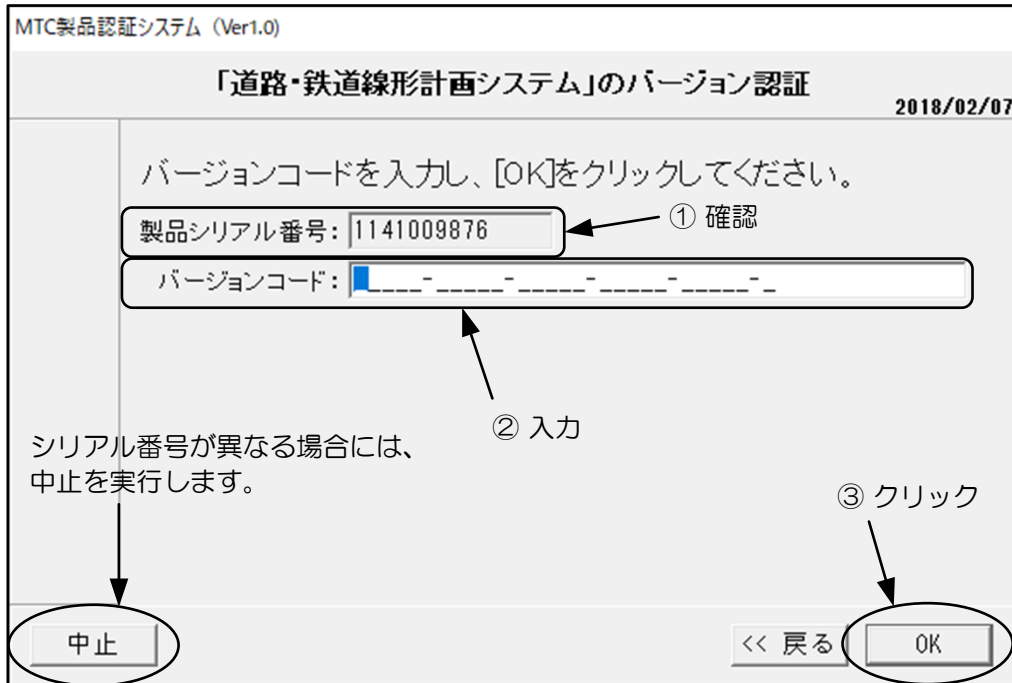 MTC製品認証システム（Ver1.0)
「道路・鉄道線形計画システム」のバージョン認証
2018/02/07
バージョンコードを入力し、[OK]をクリックしてください。
製品シリアル番号：1141009876
① 確認
バージョンコード：_____-_____-_____-_____-_____-_
② 入力
シリアル番号が異なる場合には、
中止を実行します。
③ クリック
中止
<< 戻る
OK